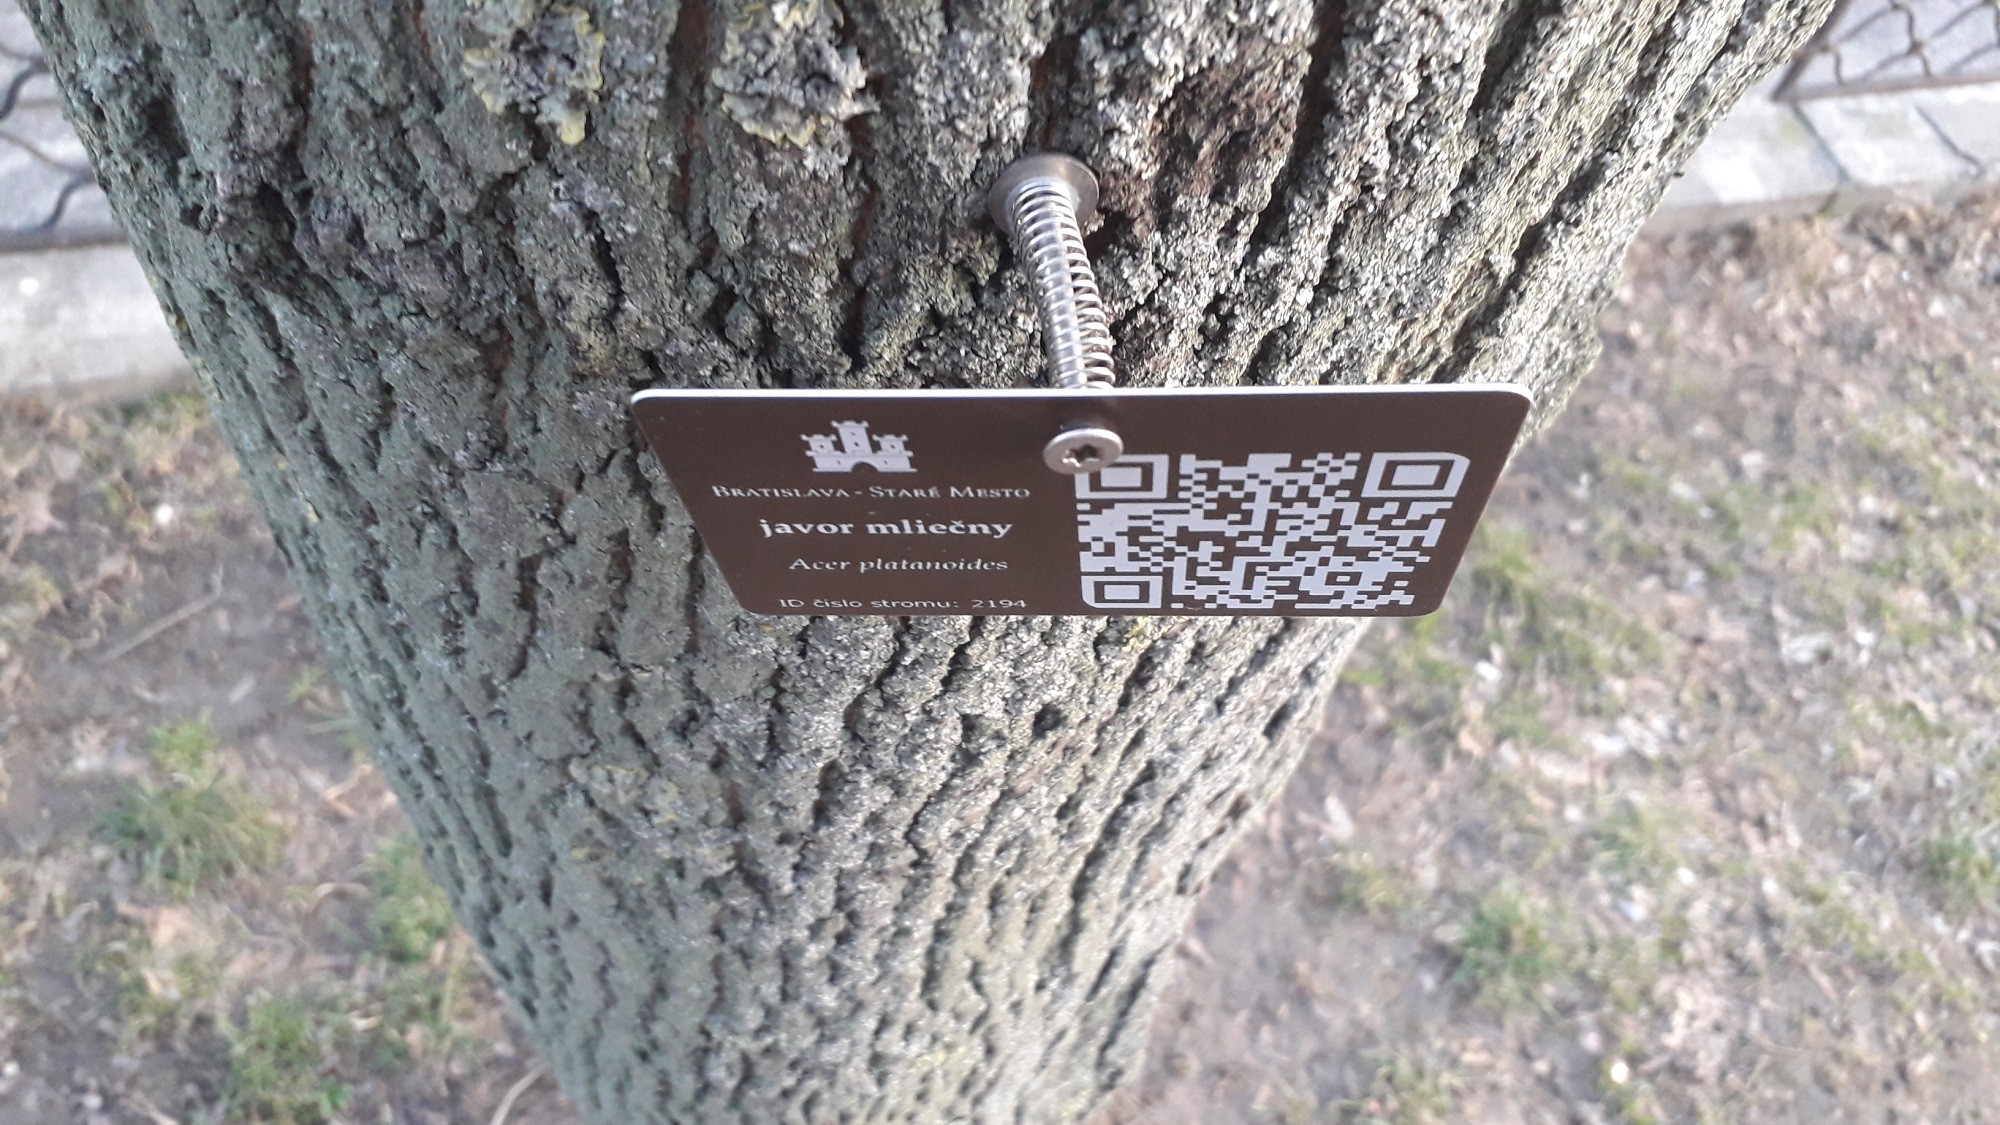 Bratislava - Staré Mesto
javor mliečny
Acer platanoides
ID číslo stromu: 2194